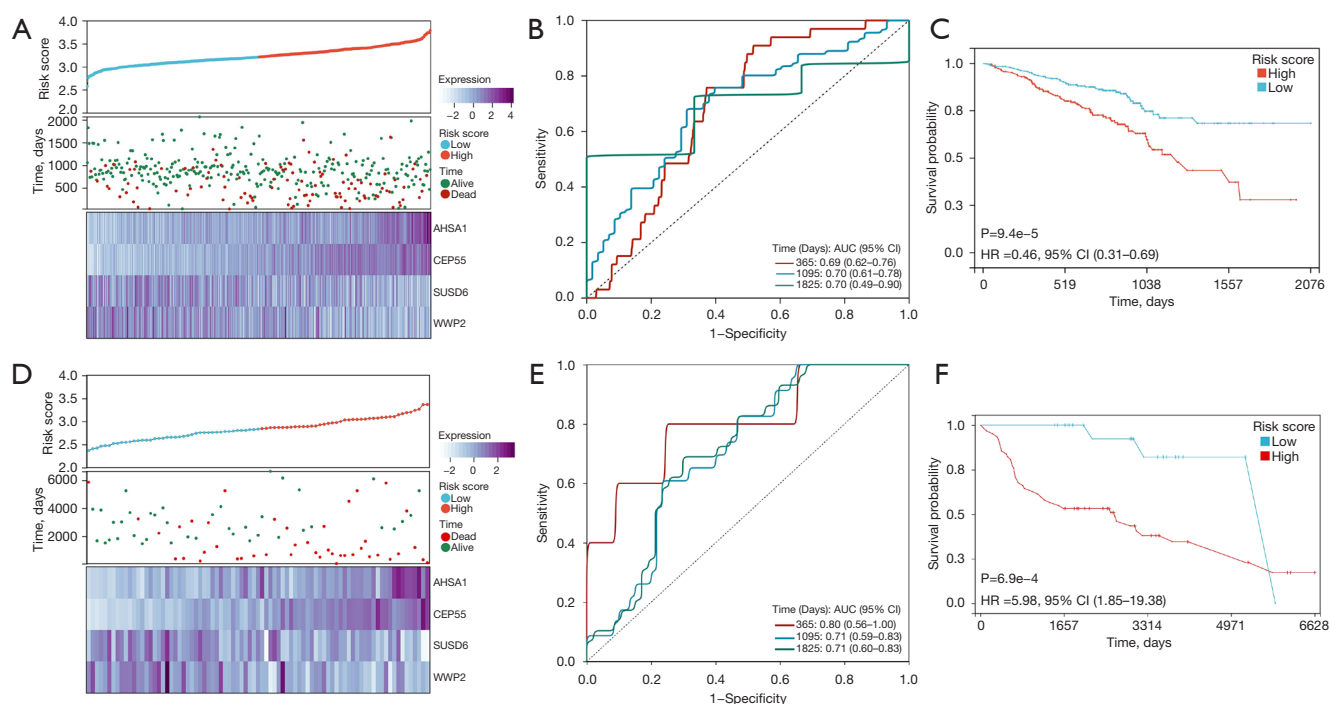 A
Risk score
4.0
3.5
3.0
2.5
2.0
Expression
−2 0 2 4
Time, days
2000
1500
1000
500
Risk score
Low
High
Time
Alive
Dead
AHSA1
CEP55
SUSD6
WWP2
B
Sensitivity
1.0
0.8
0.6
0.4
0.2
0.0
Time (Days): AUC (95% CI)
365: 0.69 (0.62–0.76)
1095: 0.70 (0.61–0.78)
1825: 0.70 (0.49–0.90)
0.0 0.2 0.4 0.6 0.8 1.0
1−Specificity
C
Survival probability
1.0
0.8
0.5
0.3
0.0
Risk score
High
Low
P=9.4e−5
HR =0.46, 95% CI (0.31–0.69)
0 519 1038 1557 2076
Time, days
D
Risk score
4.0
3.5
3.0
2.5
2.0
Expression
−2 0 2
Time, days
6000
4000
2000
Risk score
Low
High
Time
Dead
Alive
AHSA1
CEP55
SUSD6
WWP2
E
Sensitivity
1.0
0.8
0.6
0.4
0.2
0.0
Time (Days): AUC (95% CI)
365: 0.80 (0.56–1.00)
1095: 0.71 (0.59–0.83)
1825: 0.71 (0.60–0.83)
0.0 0.2 0.4 0.6 0.8 1.0
1−Specificity
F
Survival probability
1.0
0.8
0.5
0.3
0.0
Risk score
Low
High
P=6.9e−4
HR =5.98, 95% CI (1.85–19.38)
0 1657 3314 4971 6628
Time, days